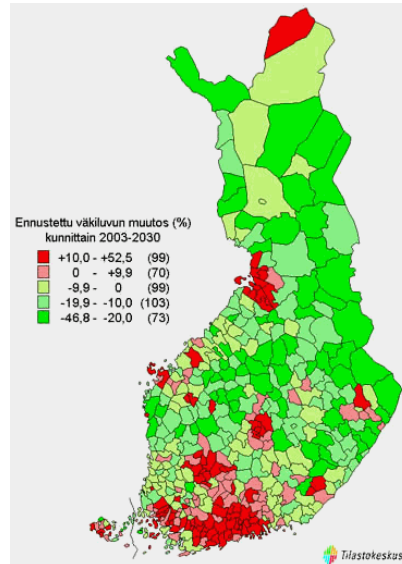 Ennustettu väkiluvun muutos (%)
kunnittain 2003-2030
+10,0 - +52,5 (99)
0 - +9,9 (70)
-9,9 - 0 (99)
-19,9 - -10,0 (103)
-46,8 - -20,0 (73)
Tilastokeskus